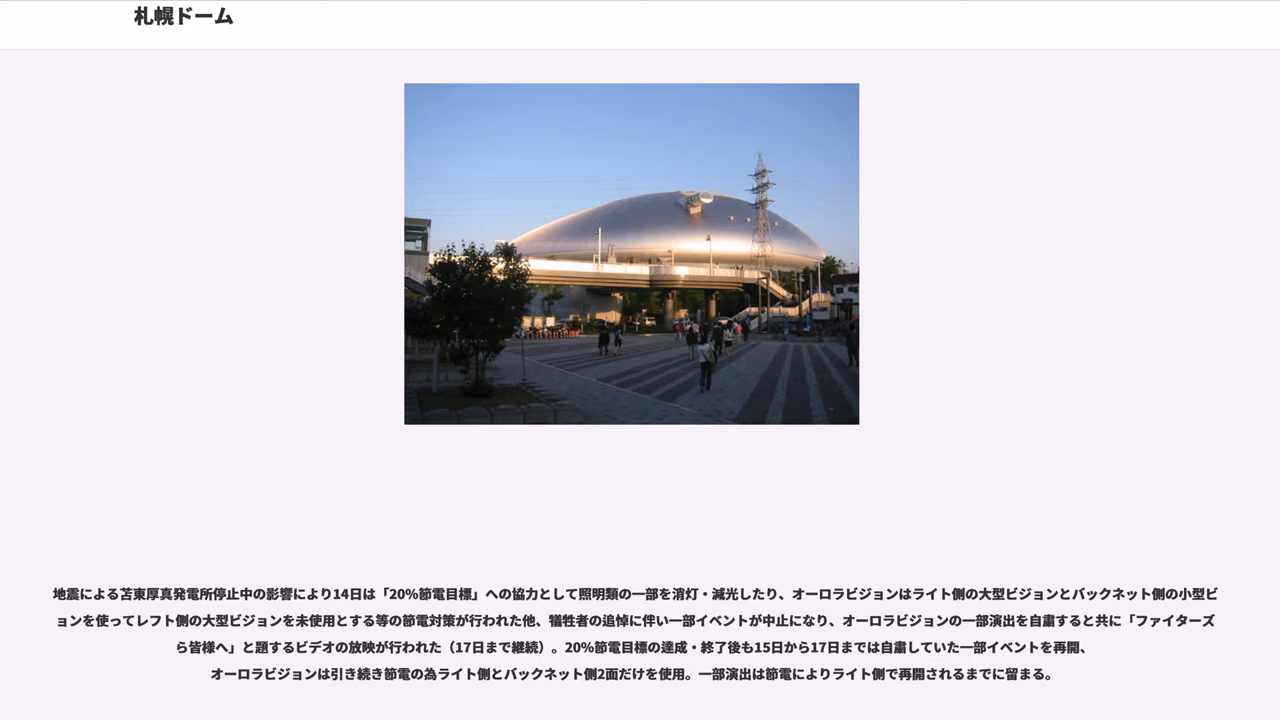 札幌ドーム
地震による苫東厚真発電所停止中の影響により14日は「20%節電目標」への協力として照明類の一部を消灯・減光したり、オーロラビジョンはライト側の大型ビジョンとバックネット側の小型ビ
ョンを使ってレフト側の大型ビジョンを未使用とする等の節電対策が行われた他、犠牲者の追悼に伴い一部イベントが中止になり、オーロラビジョンの一部演出を自粛すると共に「ファイターズ
ら皆様へ」と題するビデオの放映が行われた（17日まで継続）。20%節電目標の達成・終了後も15日から17日までは自粛していた一部イベントを再開、
オーロラビジョンは引き続き節電の為ライト側とバックネット側2面だけを使用。一部演出は節電によりライト側で再開されるまでに留まる。